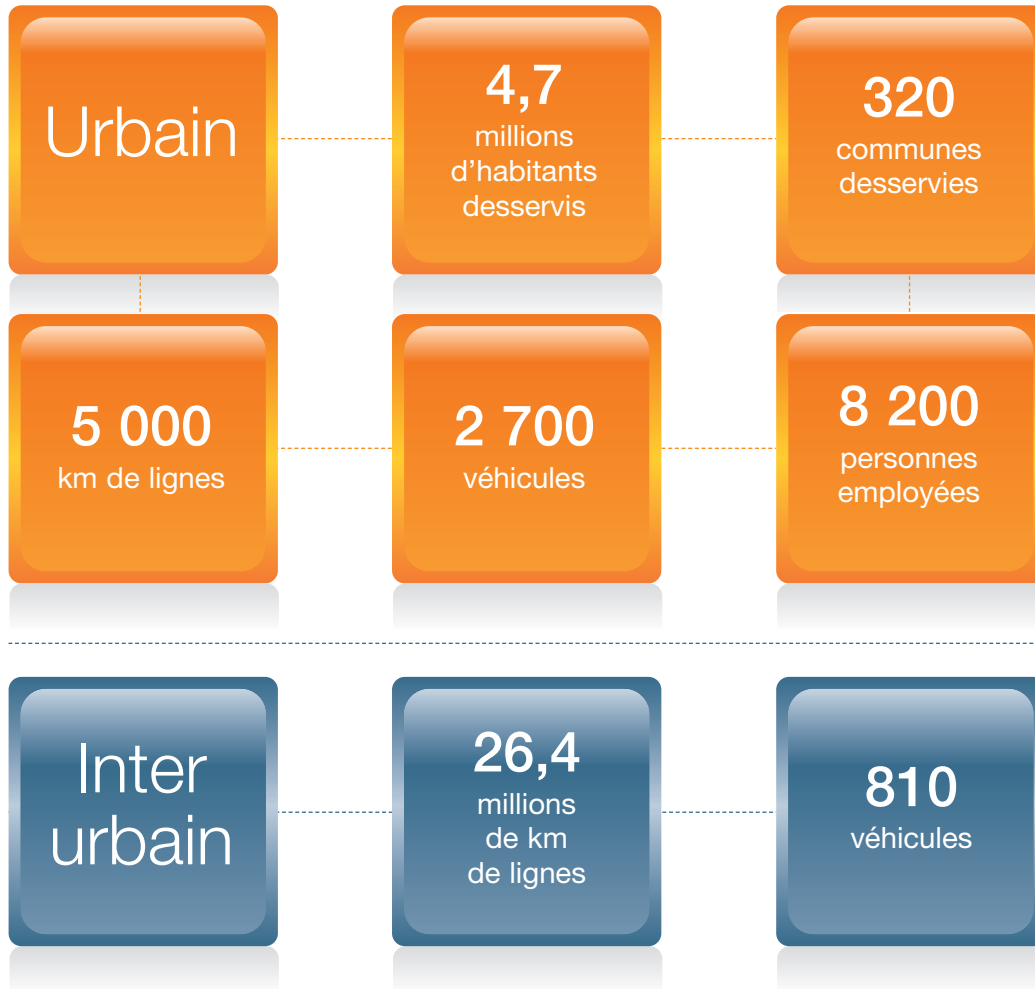 Urbain
4,7
millions
d'habitants
desservis
320
communes
desservies
5 000
km de lignes
2 700
véhicules
8 200
personnes
employées
Inter
urbain
26,4
millions
de km
de lignes
810
véhicules